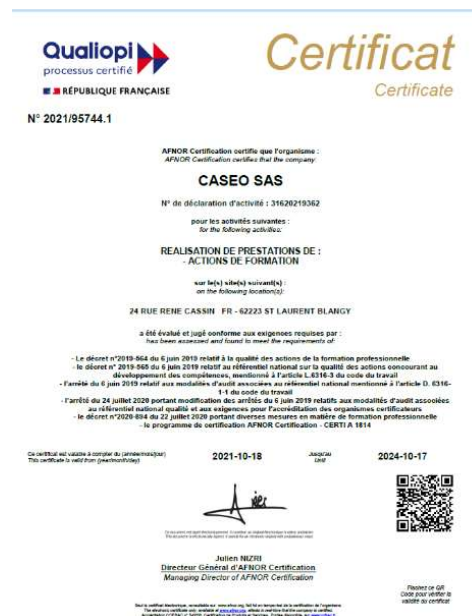 Qualiopi
processus certifié
RÉPUBLIQUE FRANÇAISE
Certificat
Certificate
N° 2021/95744.1
AFNOR Certification certifie que l'organisme :
AFNOR Certification certifies that the company:
CASEO SAS
N° de déclaration d'activité : 31620219362
pour les activités suivantes :
for the following activities:
REALISATION DE PRESTATIONS DE :
- ACTIONS DE FORMATION
sur le(s) site(s) suivant(s) :
on the following location(s):
24 RUE RENE CASSIN FR - 62223 ST LAURENT BLANGY
a été évalué et jugé conforme aux exigences requises par :
has been assessed and found to meet the requirements of:
- Le décret n°2019-564 du 6 juin 2019 relatif à la qualité des actions de la formation professionnelle
- le décret n° 2019-565 du 6 juin 2019 relatif au référentiel national sur la qualité des actions concourant au
développement des compétences, mentionné à l'article L.6316-3 du code du travail
- l'arrêté du 6 juin 2019 relatif aux modalités d'audit associées au référentiel national mentionné à l'article D. 6316-
1-1 du code du travail
- l'arrêté du 24 juillet 2020 portant modification des arrêtés du 6 juin 2019 relatifs aux modalités d'audit associées
au référentiel national qualité et aux exigences pour l'accréditation des organismes certificateurs
- le décret n°2020-894 du 22 juillet 2020 portant diverses mesures en matière de formation professionnelle
- le programme de certification AFNOR Certification - CERTI A 1814
Ce certificat est valable à compter du (année/mois/jour)
This certificate is valid from (year/month/day)
2021-10-18
Jusqu'au
Until
2024-10-17
Julien NIZRI
Directeur Général d'AFNOR Certification
Managing Director of AFNOR Certification
Flashez ce QR
Code pour vérifier la
validité du certificat